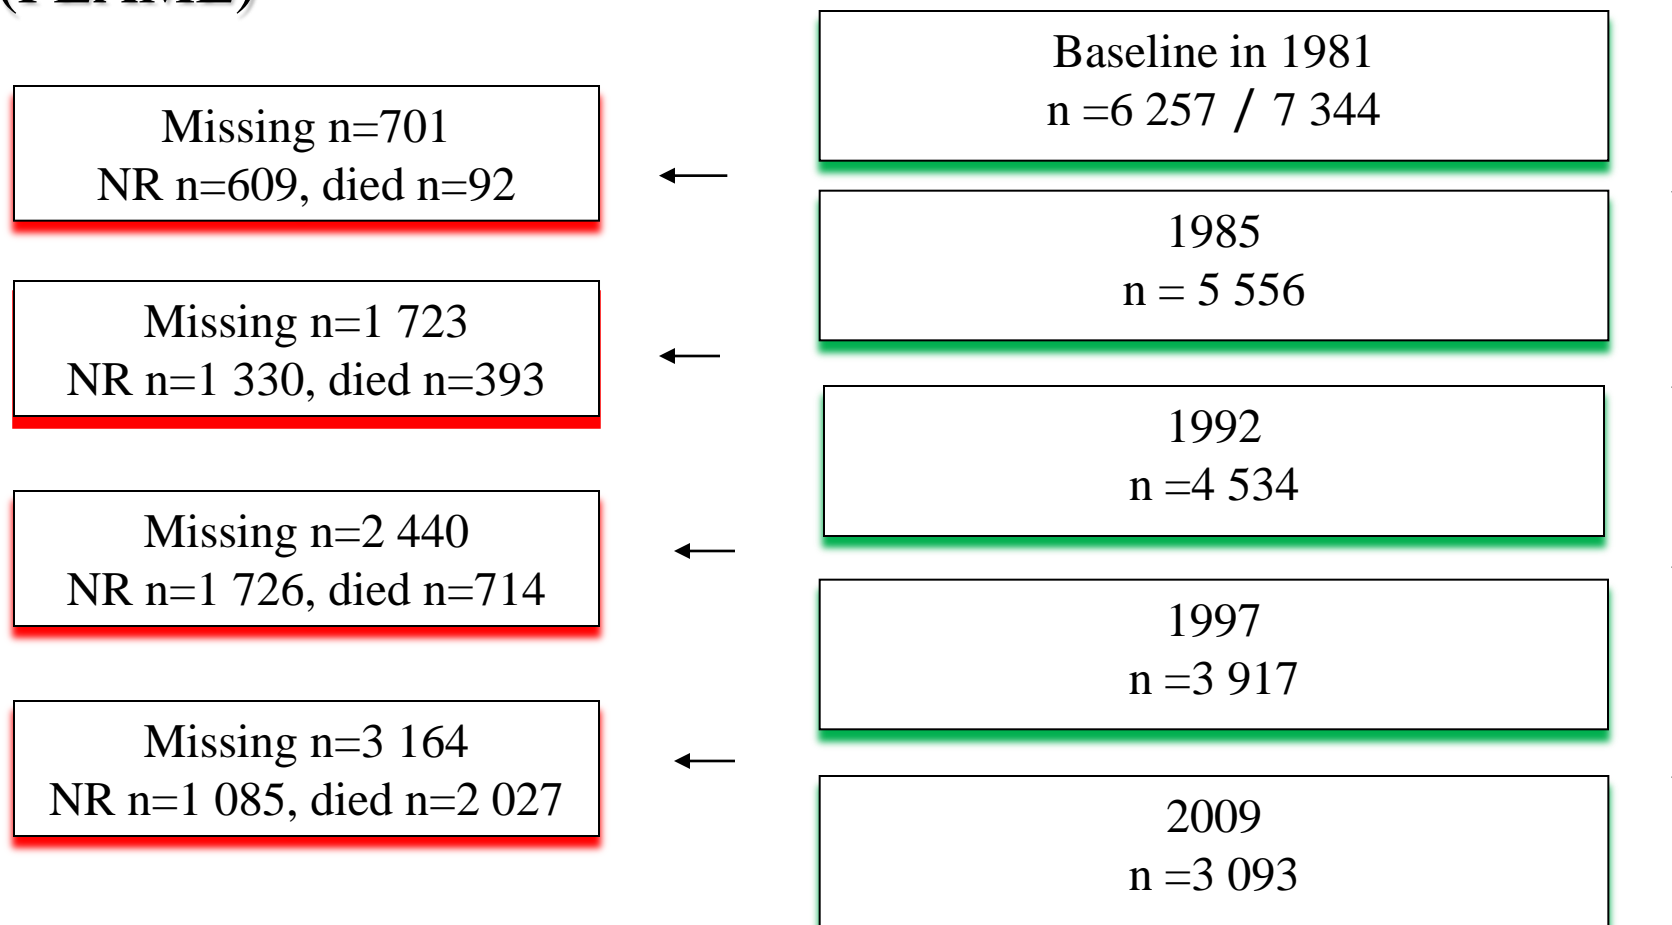 Baseline in 1981
n =6 257 / 7 344
Missing n=701
NR n=609, died n=92
1985
n = 5 556
Missing n=1 723
NR n=1 330, died n=393
1992
n =4 534
Missing n=2 440
NR n=1 726, died n=714
1997
n =3 917
Missing n=3 164
NR n=1 085, died n=2 027
2009
n =3 093